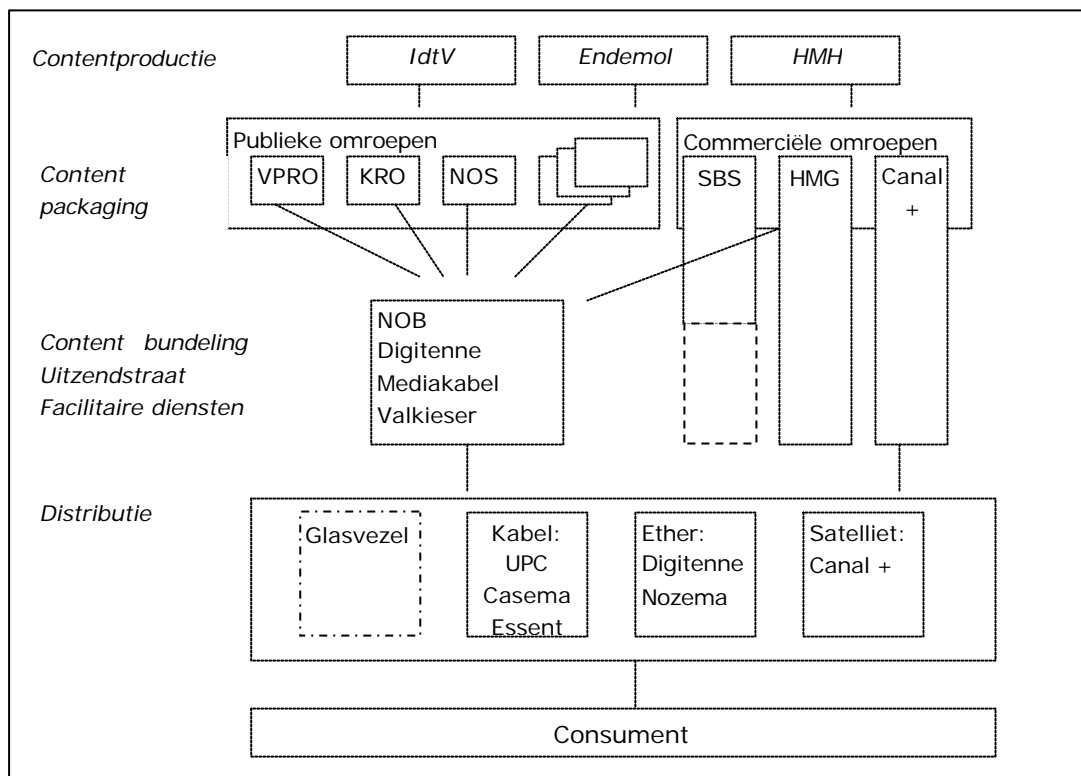 Contentproductie
IdtV
Endemol
HMH
Content
packaging
Publieke omroepen
VPRO
KRO
NOS
Commerciële omroepen
SBS
HMG
Canal
+
Content bundeling
Uitzendstraat
Facilitaire diensten
NOB
Digitenne
Mediakabel
Valkieser
Distributie
Glasvezel
Kabel:
UPC
Casema
Essent
Ether:
Digitenne
Nozema
Satelliet:
Canal +
Consument